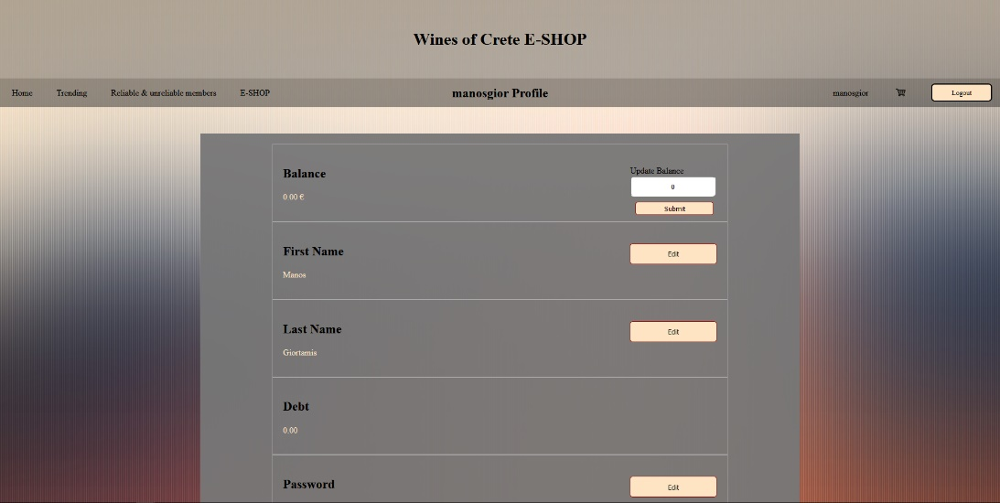 Wines of Crete E-SHOP
Home Trending Reliable & unreliable members E-SHOP manosgior Profile manosgior Logout
Balance
0.00 €
Update Balance
0
Submit
First Name
Manos
Edit
Last Name
Giortamis
Edit
Debt
0.00
Password
Edit